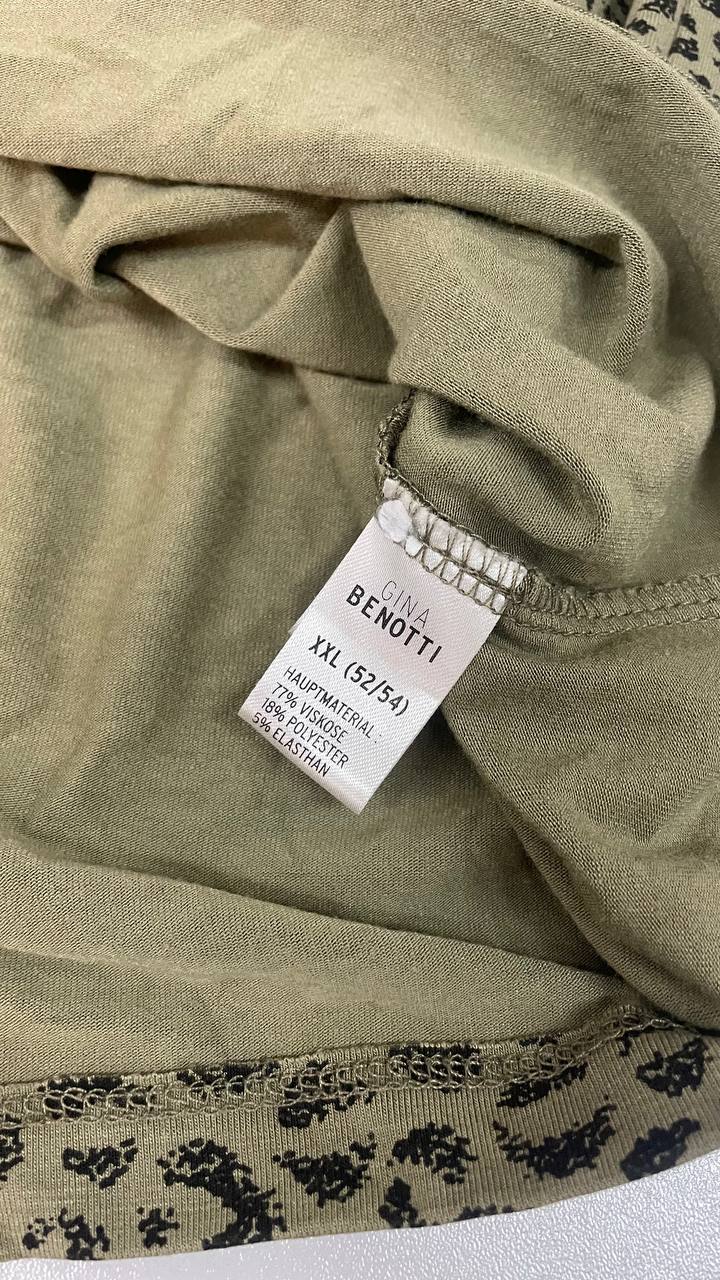 GINA
BENOTTI
XXL (52/54)
HAUPTMATERIAL:
77% VISKOSE
18% POLYESTER
5% ELASTHAN